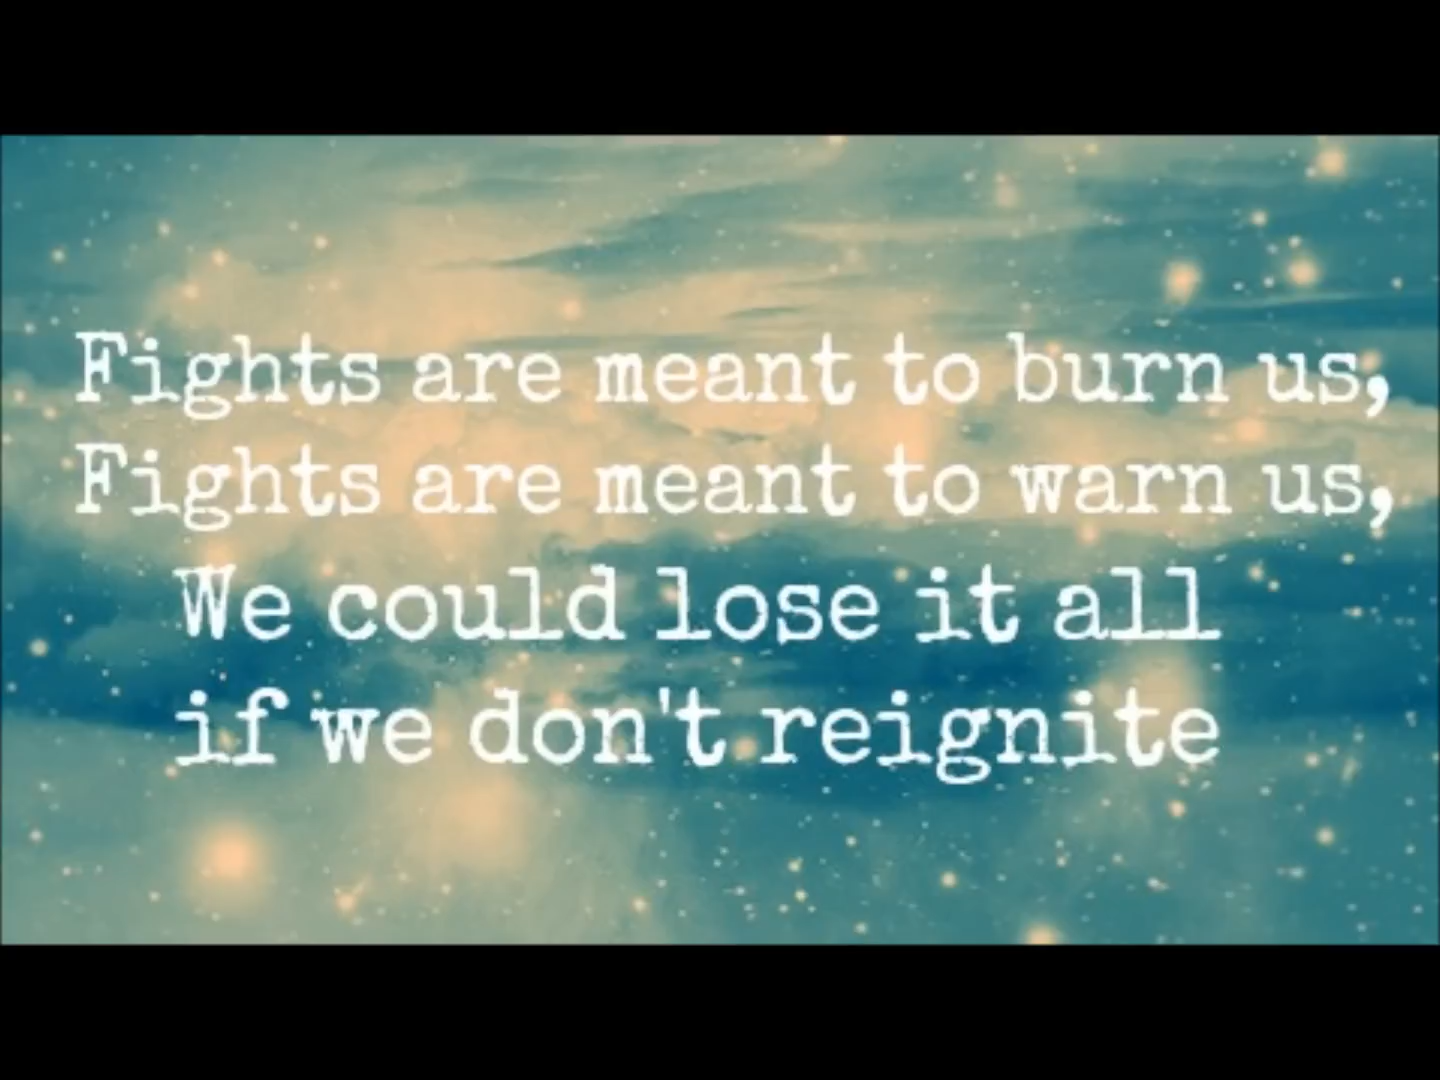 Fights are meant to burn us,
Fights are meant to warn us,
We could lose it all
if we don't reignite